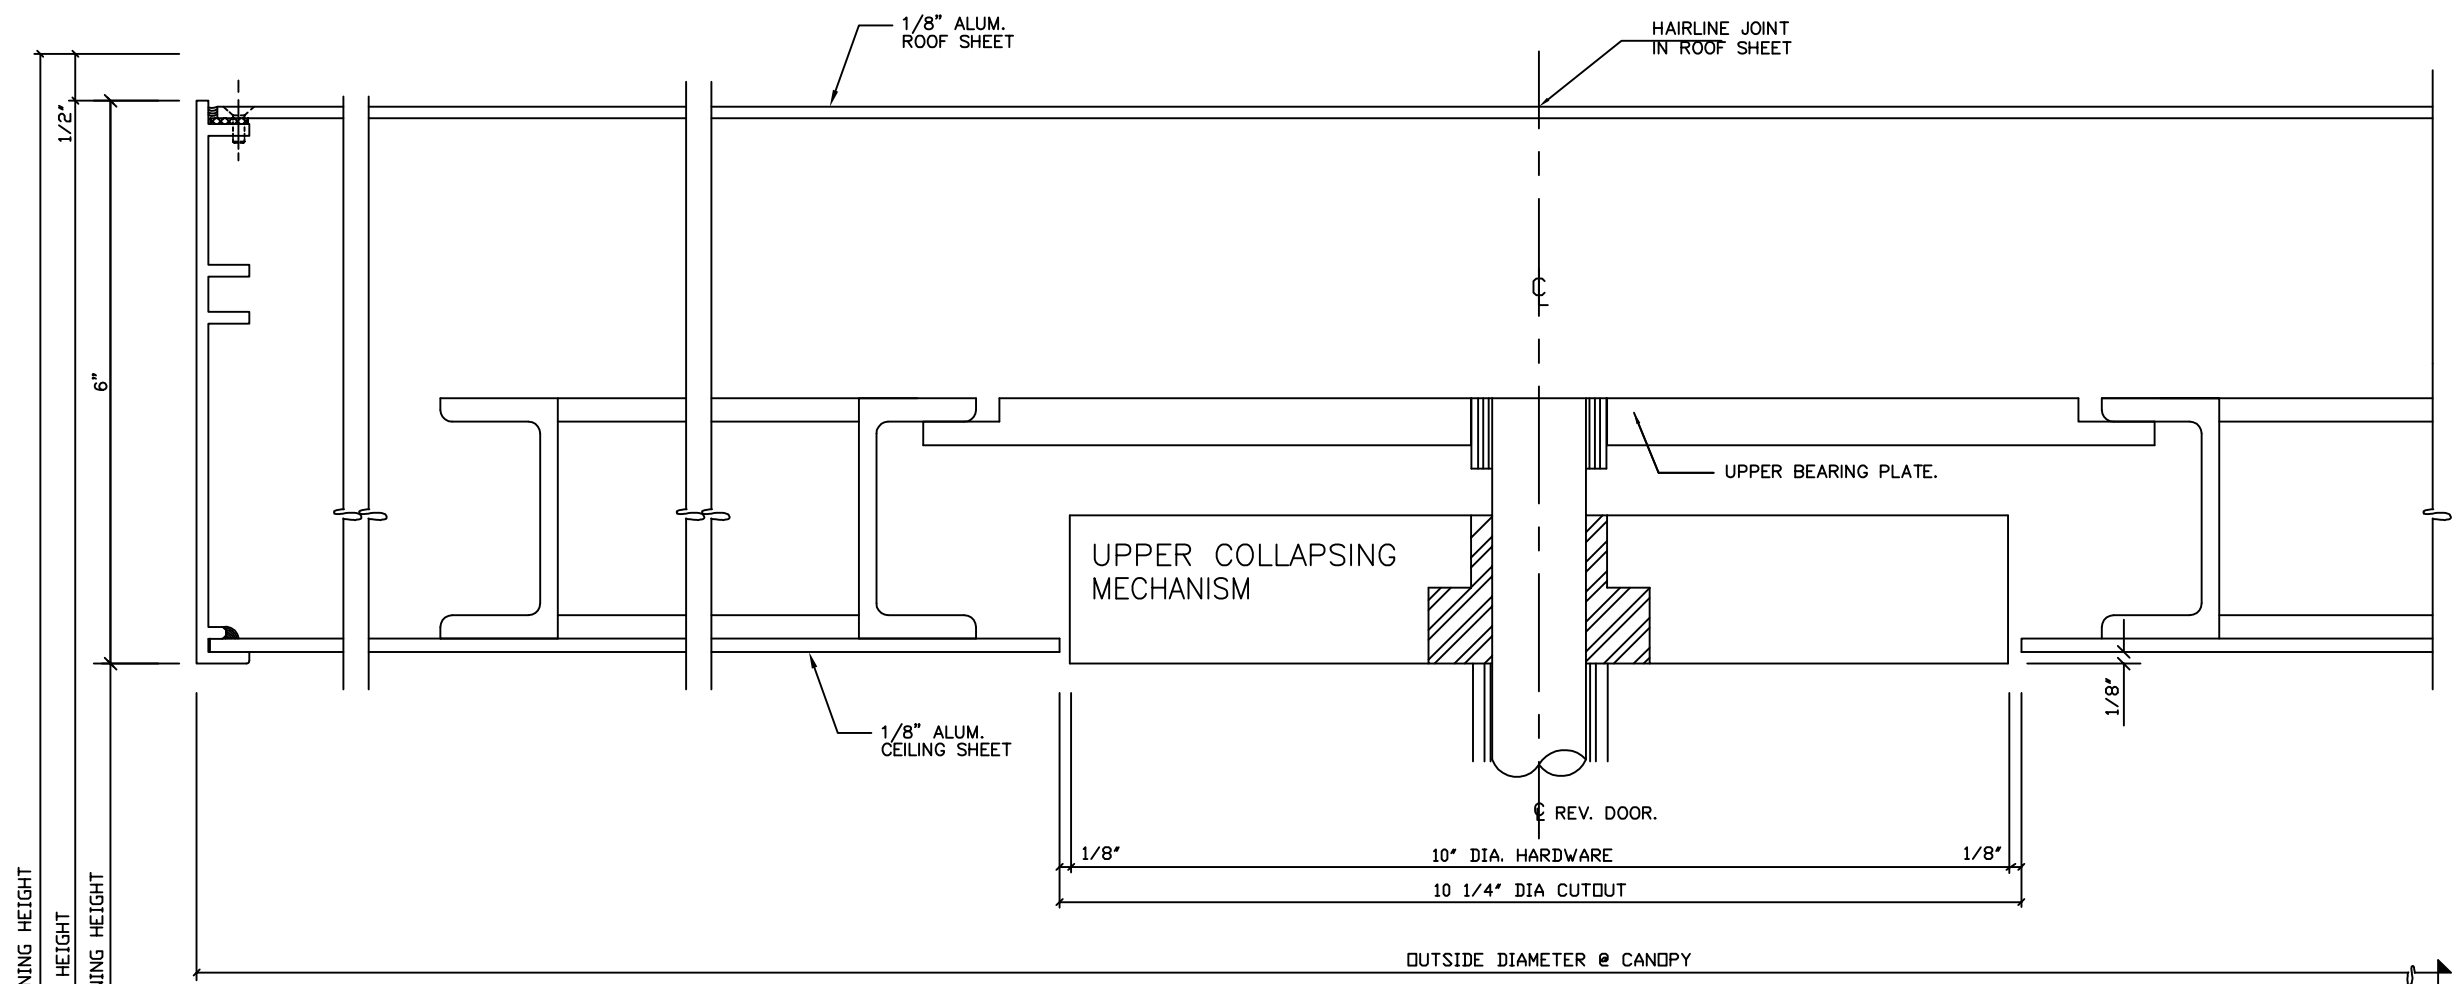 1/8" ALUM.
ROOF SHEET
HAIRLINE JOINT
IN ROOF SHEET
1/2"
6"
UPPER BEARING PLATE.
UPPER COLLAPSING
MECHANISM
1/8"
1/8" ALUM.
CEILING SHEET
REV. DOOR.
1/8"
10" DIA. HARDWARE
1/8"
10 1/4" DIA CUTOUT
OUTSIDE DIAMETER @ CANOPY
NING HEIGHT
HEIGHT
NING HEIGHT